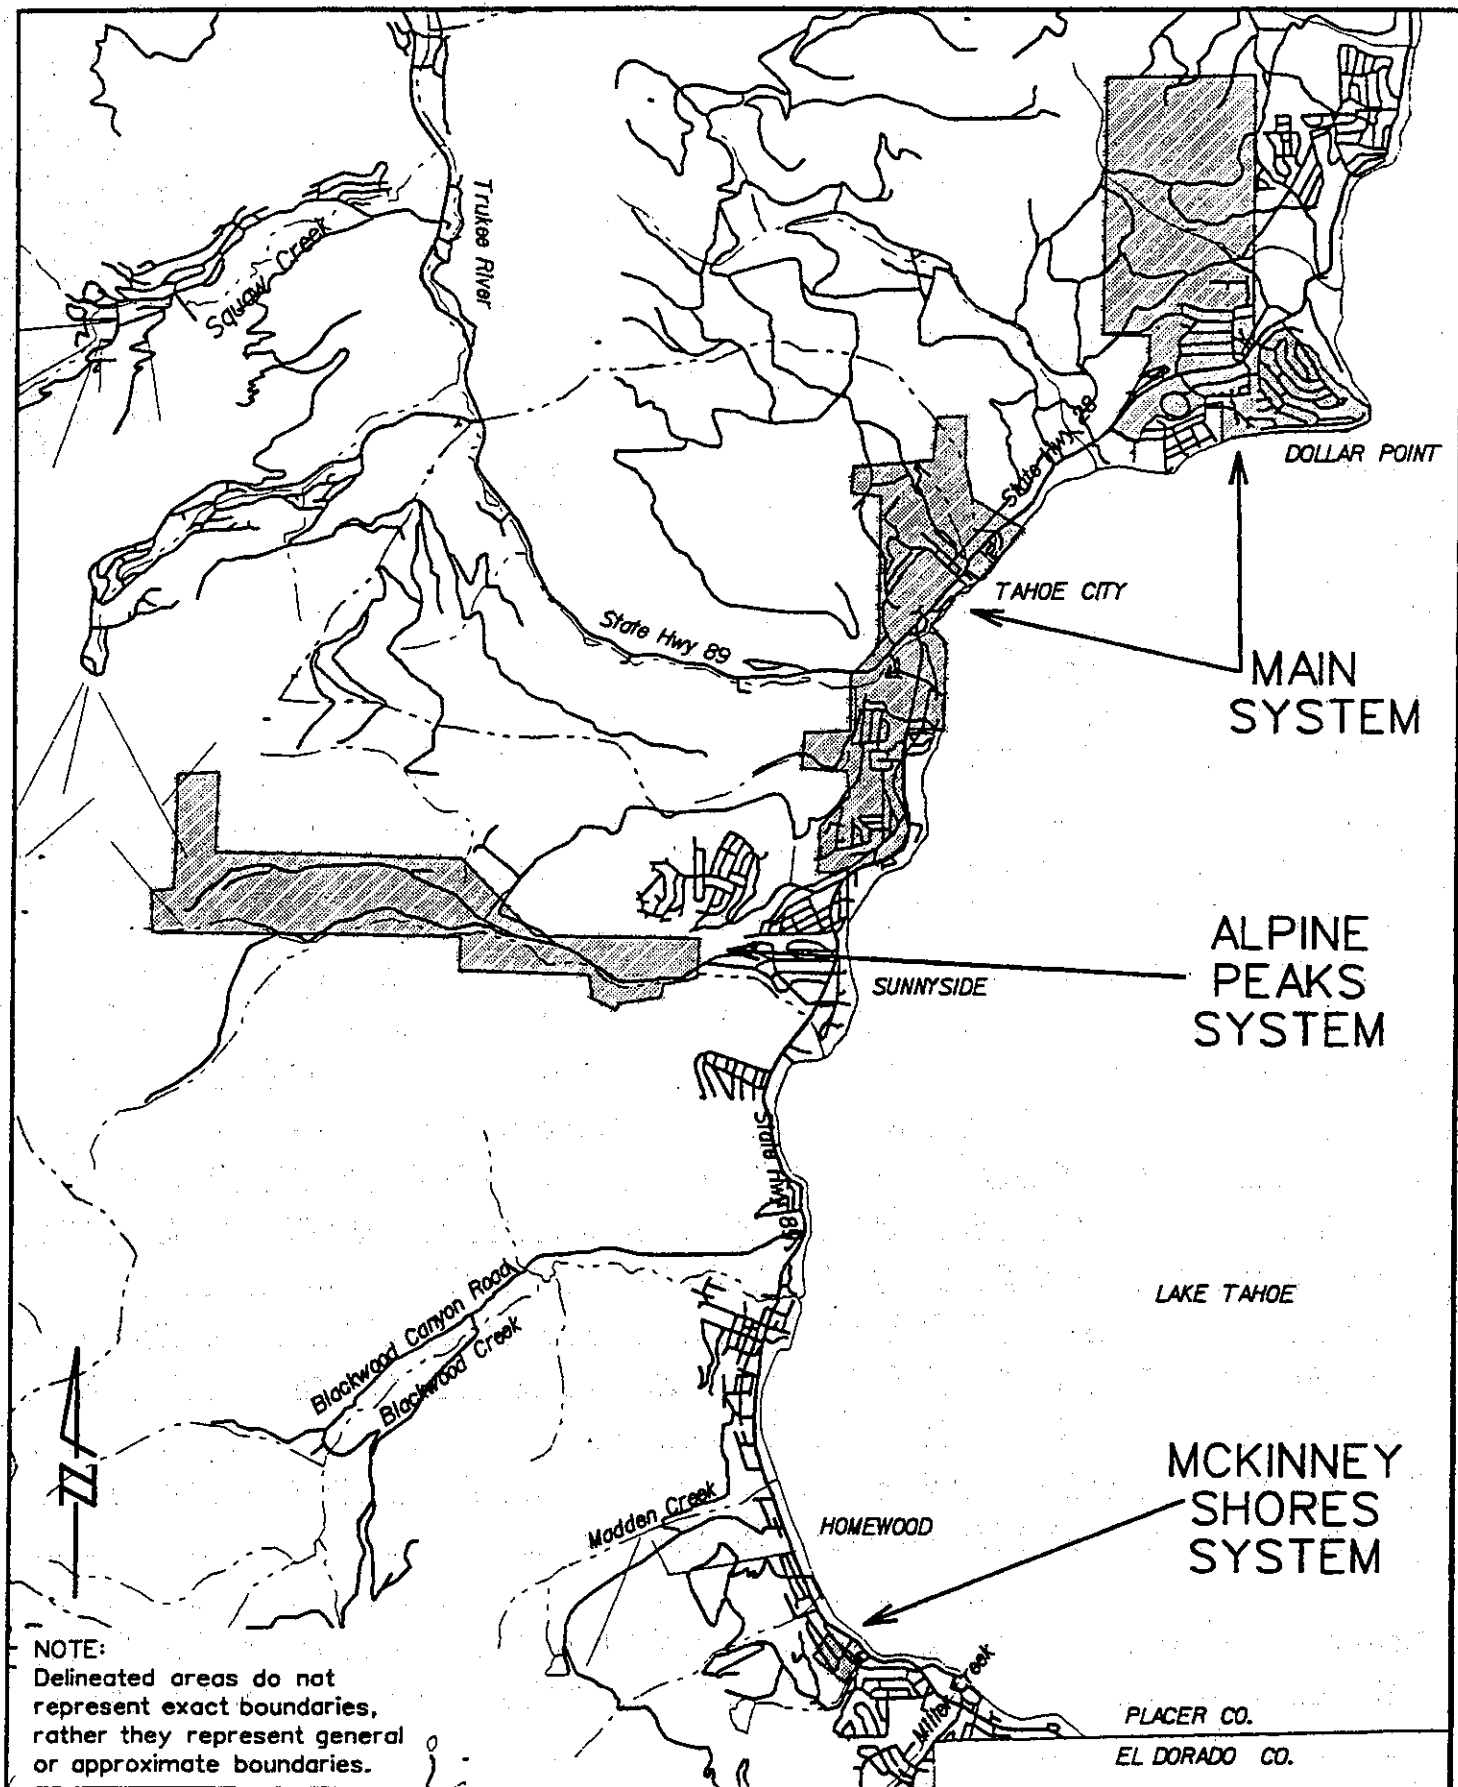 Trukee River
Squaw Creek
State Hwy 28
DOLLAR POINT
TAHOE CITY
State Hwy 89
MAIN
SYSTEM
ALPINE
PEAKS
SYSTEM
SUNNYSIDE
State Hwy 89
LAKE TAHOE
Blackwood Canyon Road
Blackwood Creek
MCKINNEY
SHORES
SYSTEM
Madden Creek
HOMEWOOD
N
NOTE:
Delineated areas do not
represent exact boundaries,
rather they represent general
or approximate boundaries.
Miller Creek
PLACER CO.
EL DORADO CO.